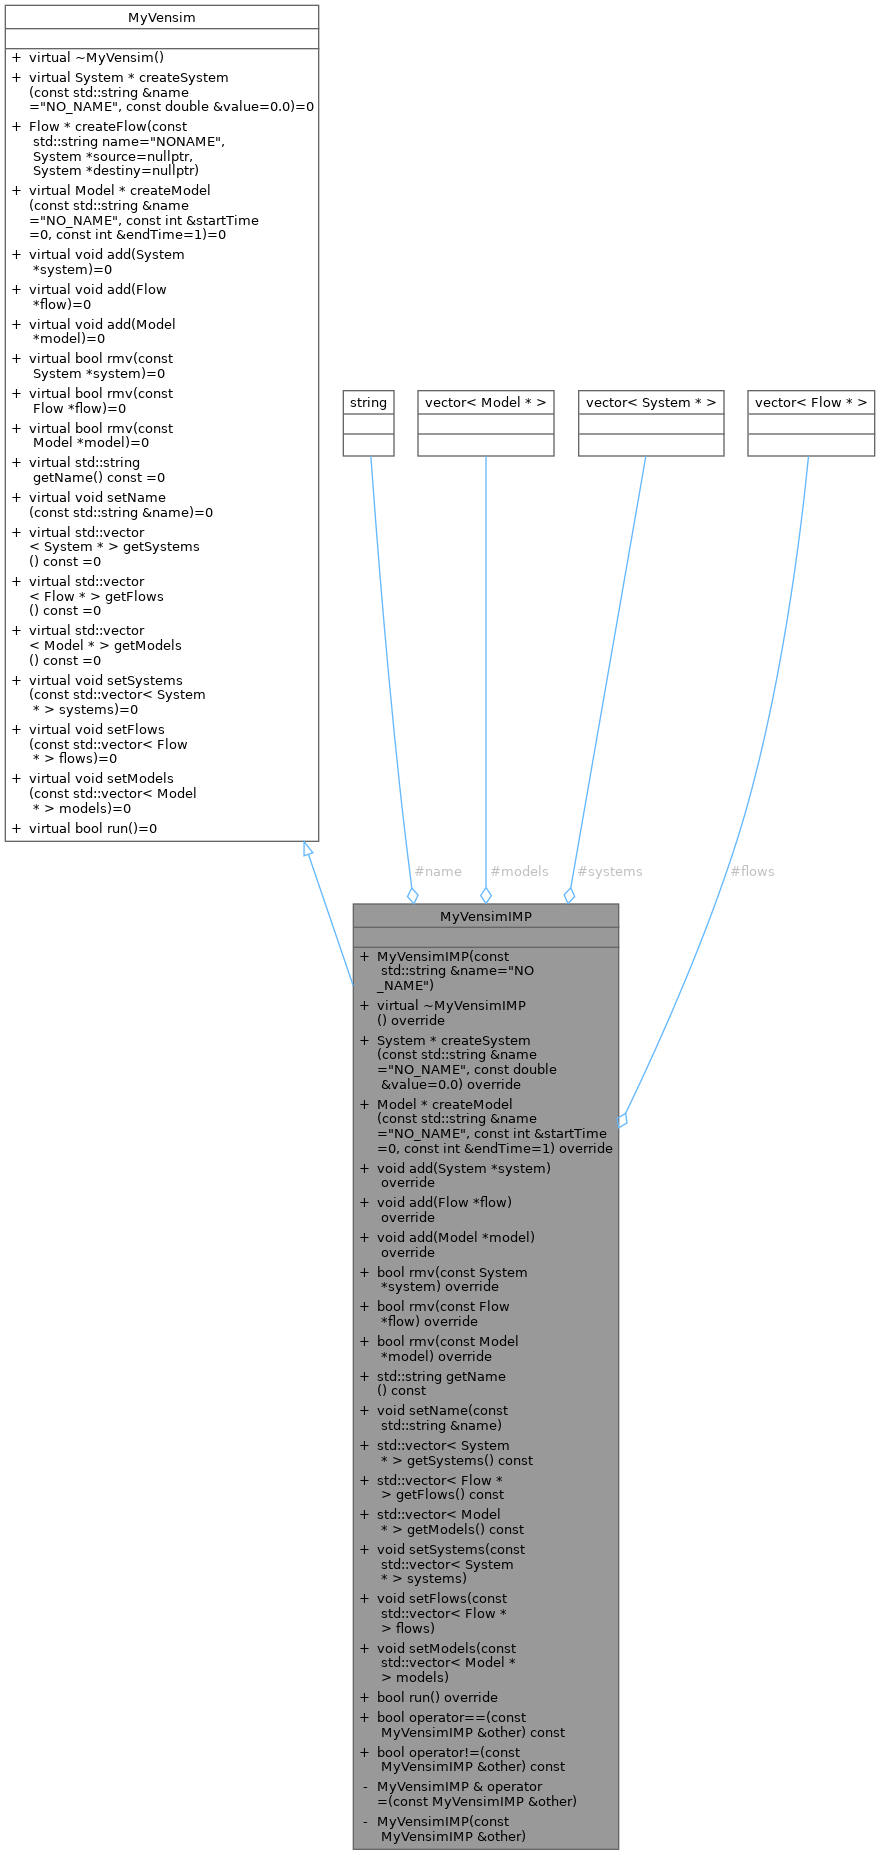 MyVensim
+ virtual ~MyVensim()
+ virtual System * createSystem
(const std::string &name
="NO_NAME", const double &value=0.0)=0
+ Flow * createFlow(const
std::string name="NONAME",
System *source=nullptr,
System *destiny=nullptr)
+ virtual Model * createModel
(const std::string &name
="NO_NAME", const int &startTime
=0, const int &endTime=1)=0
+ virtual void add(System
*system)=0
+ virtual void add(Flow
*flow)=0
+ virtual void add(Model
*model)=0
+ virtual bool rmv(const
System *system)=0
+ virtual bool rmv(const
Flow *flow)=0
+ virtual bool rmv(const
Model *model)=0
+ virtual std::string
getName() const =0
+ virtual void setName
(const std::string &name)=0
+ virtual std::vector
< System * > getSystems
() const =0
+ virtual std::vector
< Flow * > getFlows
() const =0
+ virtual std::vector
< Model * > getModels
() const =0
+ virtual void setSystems
(const std::vector< System
* > systems)=0
+ virtual void setFlows
(const std::vector< Flow
* > flows)=0
+ virtual void setModels
(const std::vector< Model
* > models)=0
+ virtual bool run()=0
string
vector< Model * >
vector< System * >
vector< Flow * >
#name
#models
#systems
#flows
MyVensimIMP
+ MyVensimIMP(const
std::string &name="NO
_NAME")
+ virtual ~MyVensimIMP
() override
+ System * createSystem
(const std::string &name
="NO_NAME", const double
&value=0.0) override
+ Model * createModel
(const std::string &name
="NO_NAME", const int &startTime
=0, const int &endTime=1) override
+ void add(System *system)
override
+ void add(Flow *flow)
override
+ void add(Model *model)
override
+ bool rmv(const System
*system) override
+ bool rmv(const Flow
*flow) override
+ bool rmv(const Model
*model) override
+ std::string getName
() const
+ void setName(const
std::string &name)
+ std::vector< System
* > getSystems() const
+ std::vector< Flow *
> getFlows() const
+ std::vector< Model
* > getModels() const
+ void setSystems(const
std::vector< System
* > systems)
+ void setFlows(const
std::vector< Flow *
> flows)
+ void setModels(const
std::vector< Model *
> models)
+ bool run() override
+ bool operator==(const
MyVensimIMP &other) const
+ bool operator!=(const
MyVensimIMP &other) const
- MyVensimIMP & operator
=(const MyVensimIMP &other)
- MyVensimIMP(const
MyVensimIMP &other)